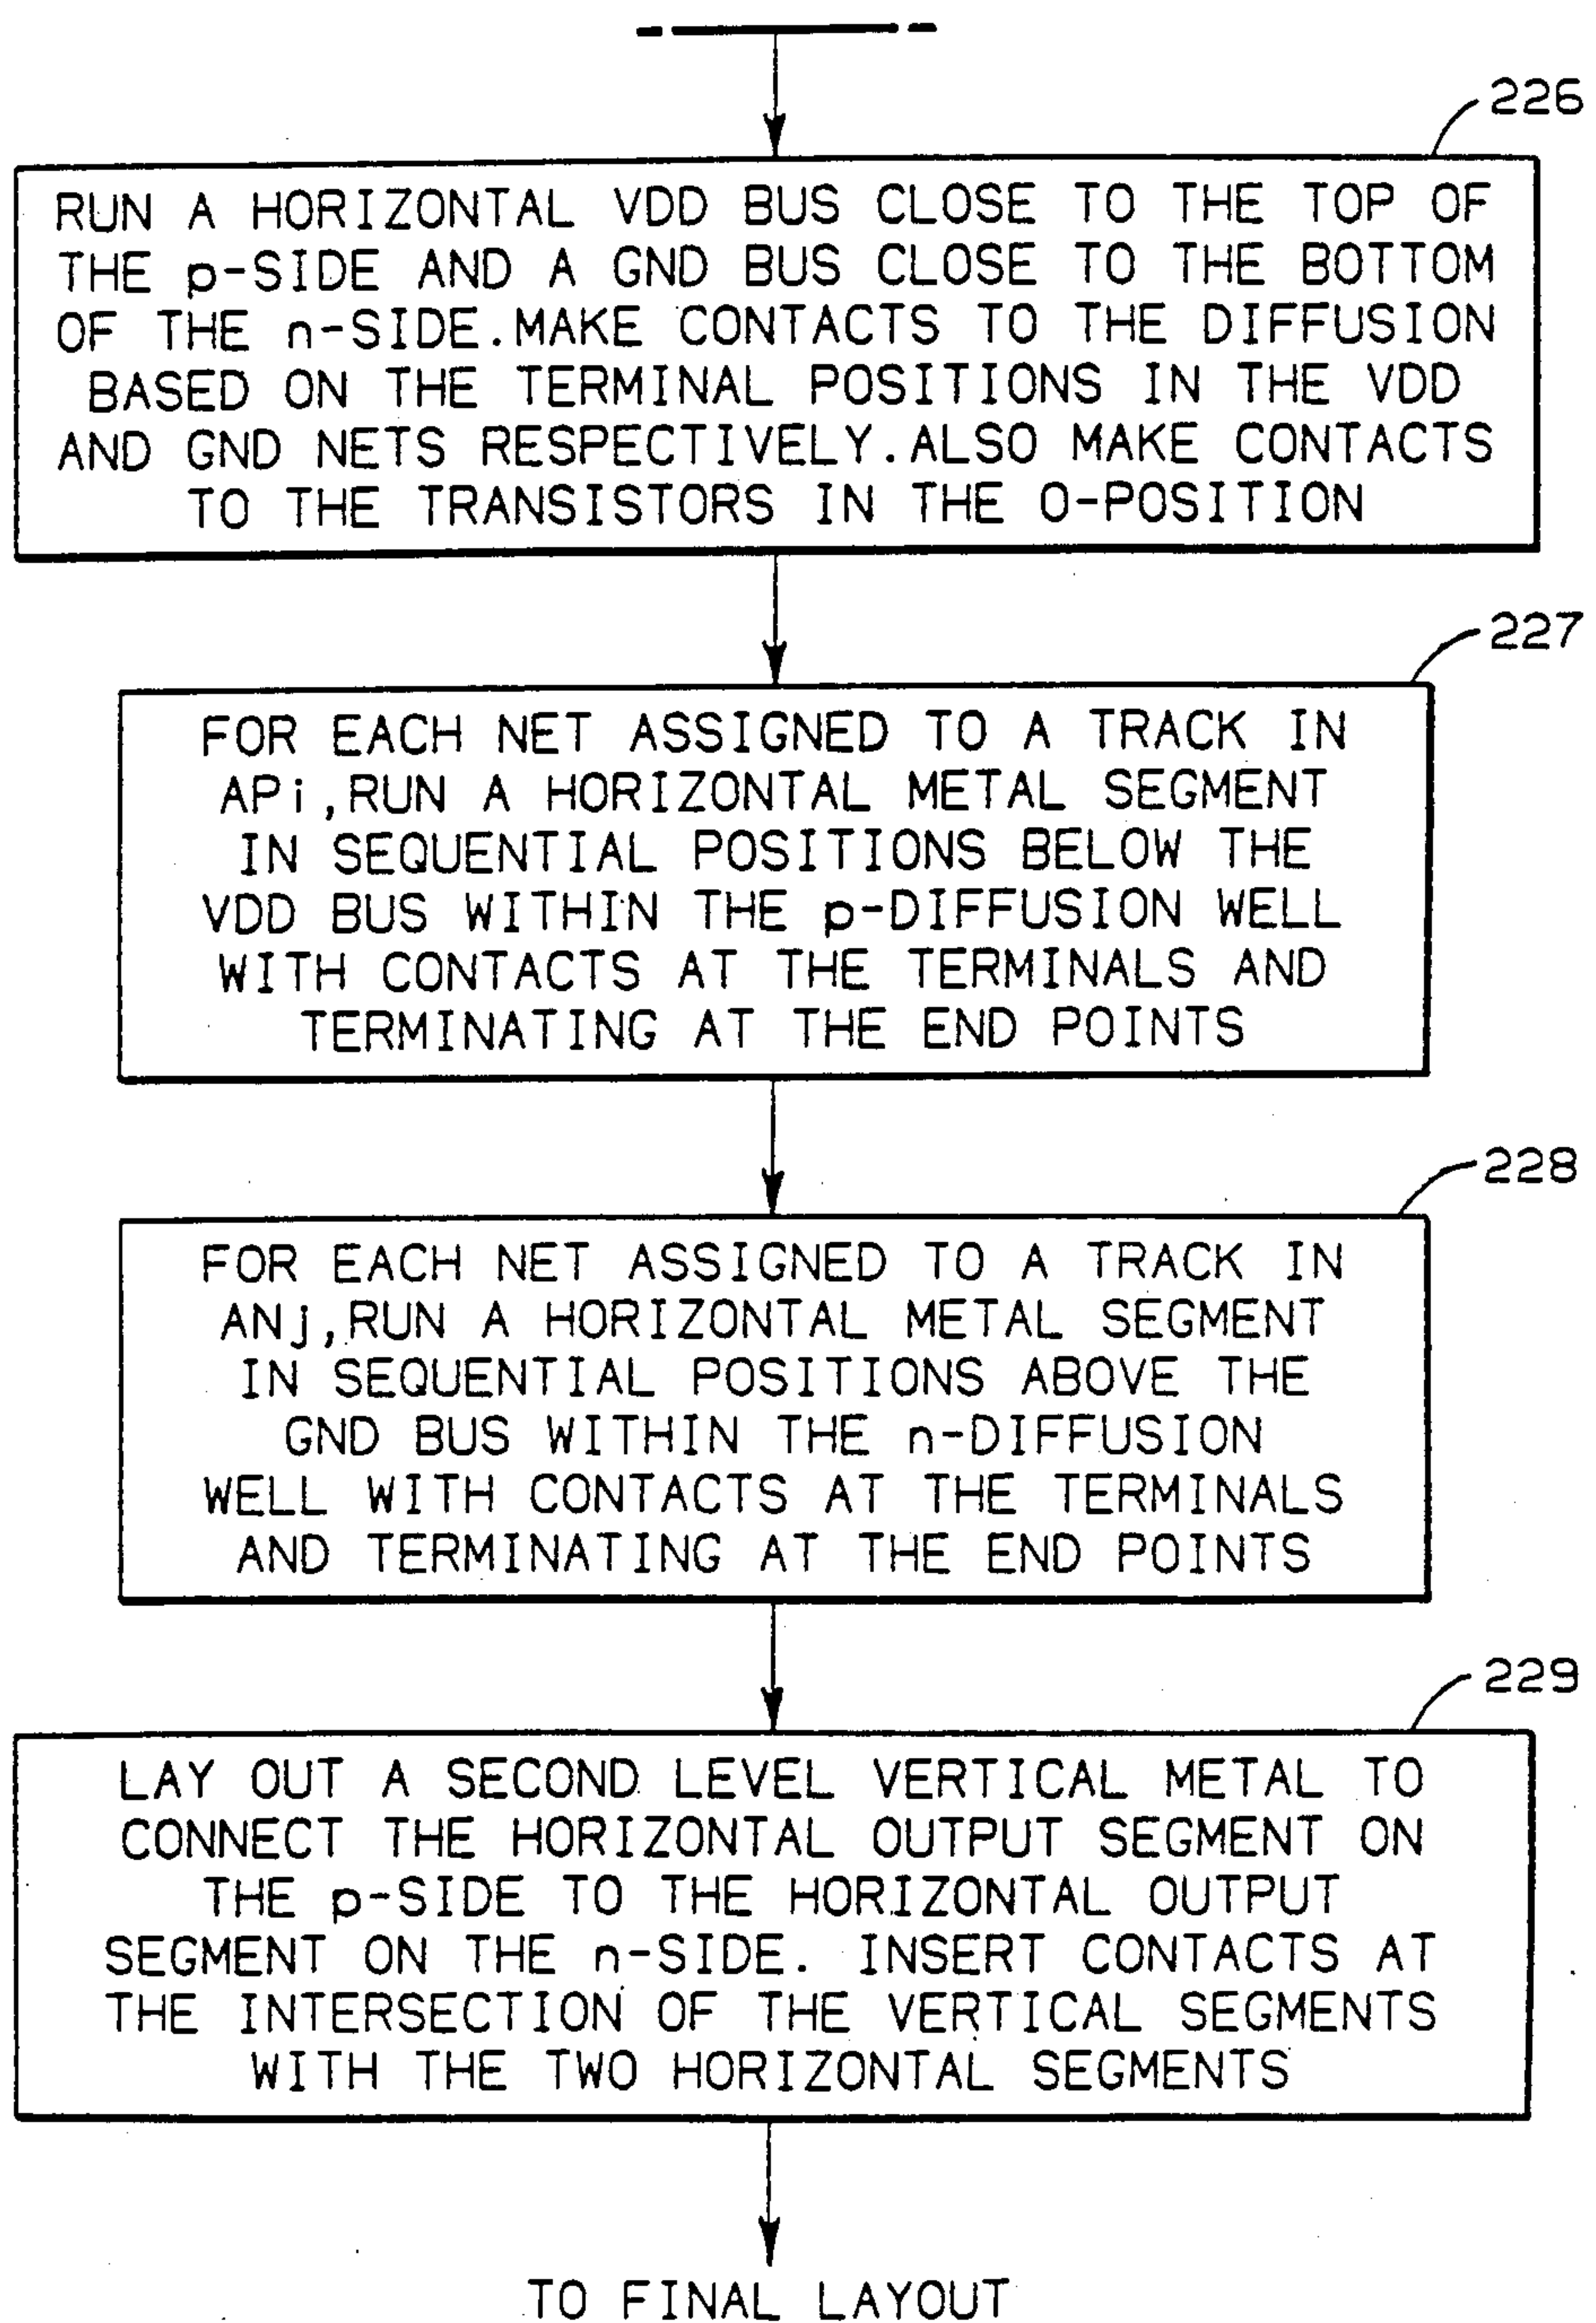 226
RUN A HORIZONTAL VDD BUS CLOSE TO THE TOP OF
THE p-SIDE AND A GND BUS CLOSE TO THE BOTTOM
OF THE n-SIDE.MAKE CONTACTS TO THE DIFFUSION
BASED ON THE TERMINAL POSITIONS IN THE VDD
AND GND NETS RESPECTIVELY.ALSO MAKE CONTACTS
TO THE TRANSISTORS IN THE O-POSITION
227
FOR EACH NET ASSIGNED TO A TRACK IN
APi,RUN A HORIZONTAL METAL SEGMENT
IN SEQUENTIAL POSITIONS BELOW THE
VDD BUS WITHIN THE p-DIFFUSION WELL
WITH CONTACTS AT THE TERMINALS AND
TERMINATING AT THE END POINTS
228
FOR EACH NET ASSIGNED TO A TRACK IN
ANj,RUN A HORIZONTAL METAL SEGMENT
IN SEQUENTIAL POSITIONS ABOVE THE
GND BUS WITHIN THE n-DIFFUSION
WELL WITH CONTACTS AT THE TERMINALS
AND TERMINATING AT THE END POINTS
229
LAY OUT A SECOND LEVEL VERTICAL METAL TO
CONNECT THE HORIZONTAL OUTPUT SEGMENT ON
THE p-SIDE TO THE HORIZONTAL OUTPUT
SEGMENT ON THE n-SIDE. INSERT CONTACTS AT
THE INTERSECTION OF THE VERTICAL SEGMENTS
WITH THE TWO HORIZONTAL SEGMENTS
TO FINAL LAYOUT